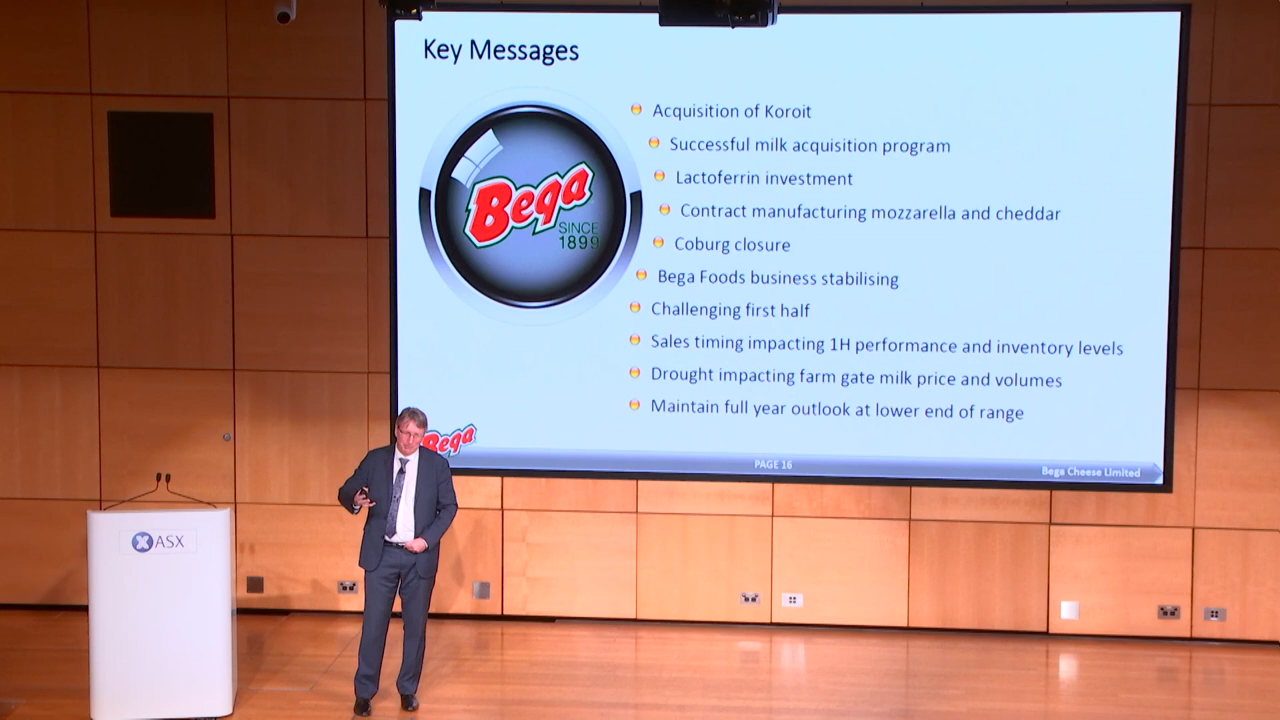 Key Messages
Bega
SINCE
1899
Acquisition of Koroit
Successful milk acquisition program
Lactoferrin investment
Contract manufacturing mozzarella and cheddar
Coburg closure
Bega Foods business stabilising
Challenging first half
Sales timing impacting 1H performance and inventory levels
Drought impacting farm gate milk price and volumes
Maintain full year outlook at lower end of range
Bega
PAGE 16
Bega Cheese Limited
ASX